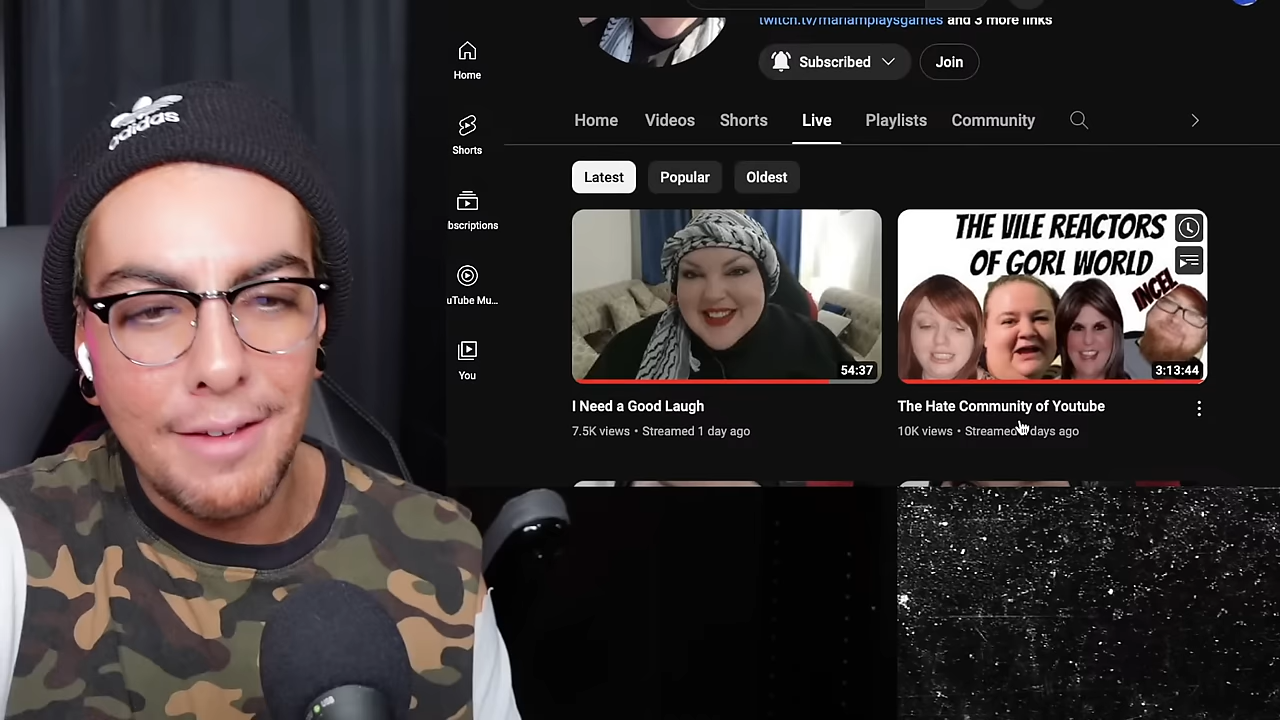 adidas
Home
Shorts
bscriptions
uTube Mu...
You
twitch.tv/mariamplaysgames and 3 more links
Subscribed
Join
Home Videos Shorts Live Playlists Community
Latest Popular Oldest
54:37
I Need a Good Laugh
7.5K views • Streamed 1 day ago
THE VILE REACTORS
OF GORL WORLD
INCEL
3:13:44
The Hate Community of Youtube
10K views • Streamed days ago